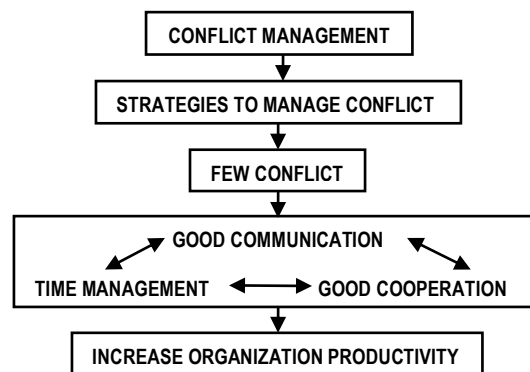 CONFLICT MANAGEMENT
STRATEGIES TO MANAGE CONFLICT
FEW CONFLICT
GOOD COMMUNICATION
TIME MANAGEMENT GOOD COOPERATION
INCREASE ORGANIZATION PRODUCTIVITY